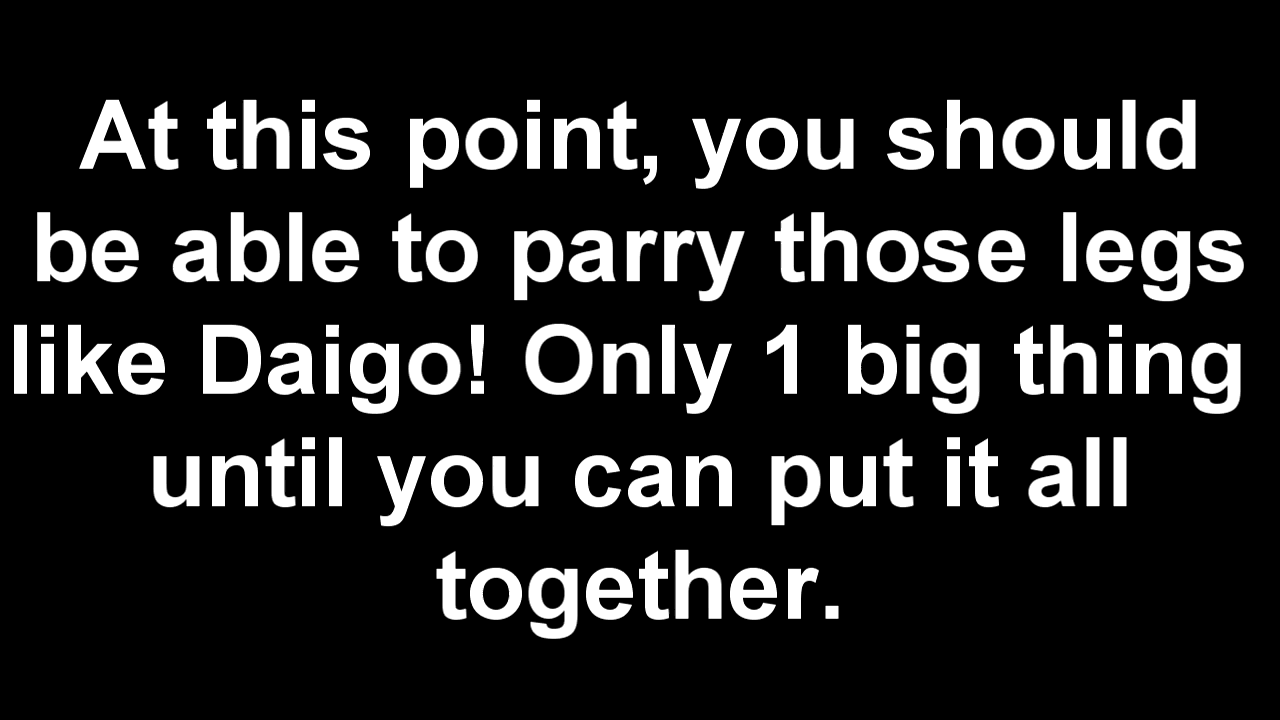 At this point, you should
be able to parry those legs
like Daigo! Only 1 big thing
until you can put it all
together.